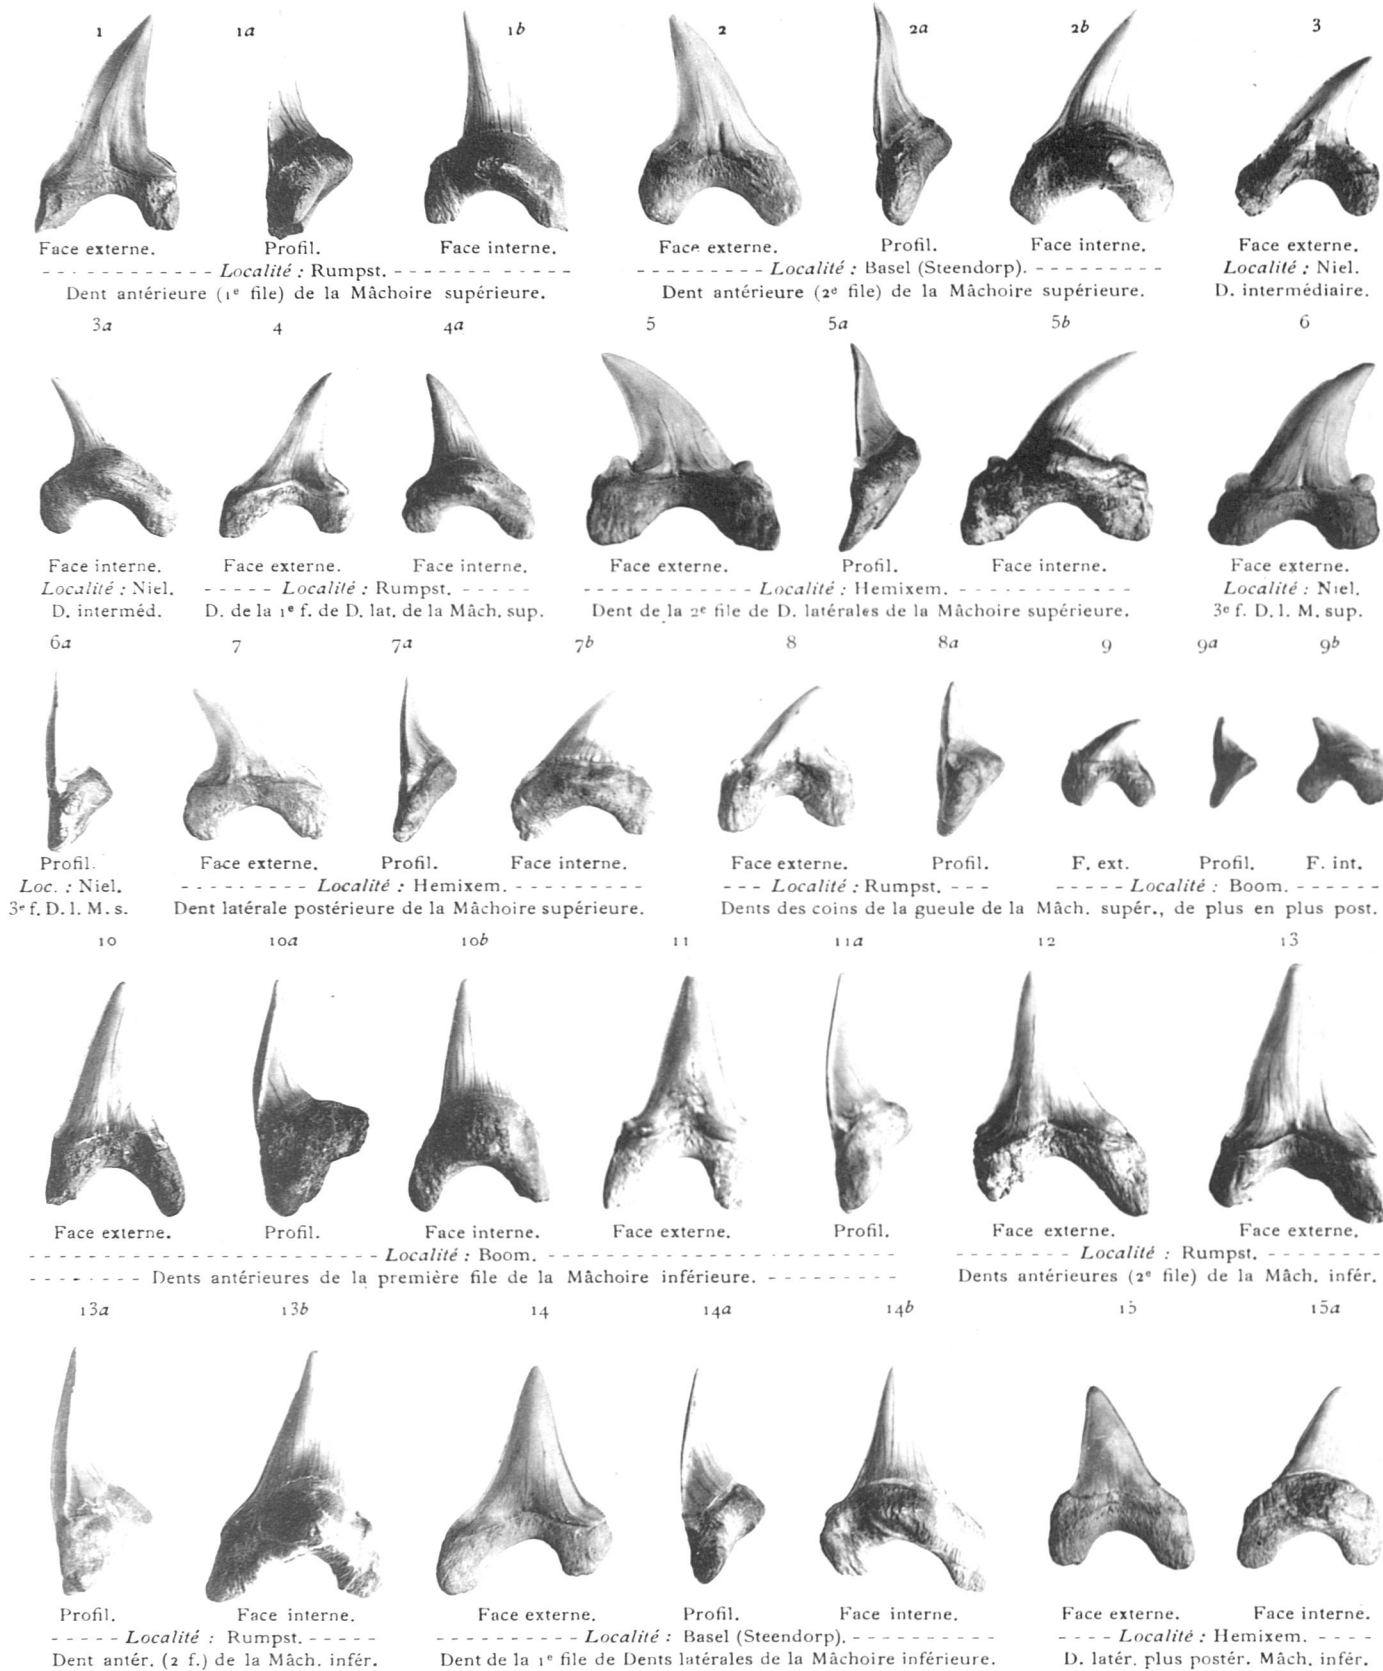 1 1a 1b 2 2a 2b 3
Face externe. Profil. Face interne. Face externe. Profil. Face interne. Face externe.
Localité : Rumpst. Localité : Basel (Steendorp). Localité : Niel.
Dent antérieure (1e file) de la Mâchoire supérieure. Dent antérieure (2e file) de la Mâchoire supérieure. D. intermédiaire.
3a 4 4a 5 5a 5b 6
Face interne. Face externe. Face interne. Face externe. Profil. Face interne. Face externe.
Localité : Niel. Localité : Rumpst. Localité : Hemixem. Localité : Niel.
D. interméd. D. de la 1e f. de D. lat. de la Mâch. sup. Dent de la 2e file de D. latérales de la Mâchoire supérieure. 3e f. D. l. M. sup.
6a 7 7a 7b 8 8a 9 9a 9b
Profil. Face externe. Profil. Face interne. Face externe. Profil. F. ext. Profil. F. int.
Loc. : Niel. Localité : Hemixem. Localité : Rumpst. Localité : Boom.
3e f. D. l. M. s. Dent latérale postérieure de la Mâchoire supérieure. Dents des coins de la gueule de la Mâch. supér., de plus en plus post.
10 10a 10b 11 11a 12 13
Face externe. Profil. Face interne. Face externe. Profil. Face externe. Face externe.
Localité : Boom. Localité : Rumpst.
Dents antérieures de la première file de la Mâchoire inférieure. Dents antérieures (2e file) de la Mâch. infér.
13a 13b 14 14a 14b 15 15a
Profil. Face interne. Face externe. Profil. Face interne. Face externe. Face interne.
Localité : Rumpst. Localité : Basel (Steendorp). Localité : Hemixem.
Dent antér. (2 f.) de la Mâch. infér. Dent de la 1e file de Dents latérales de la Mâchoire inférieure. D. latér. plus postér. Mâch. infér.